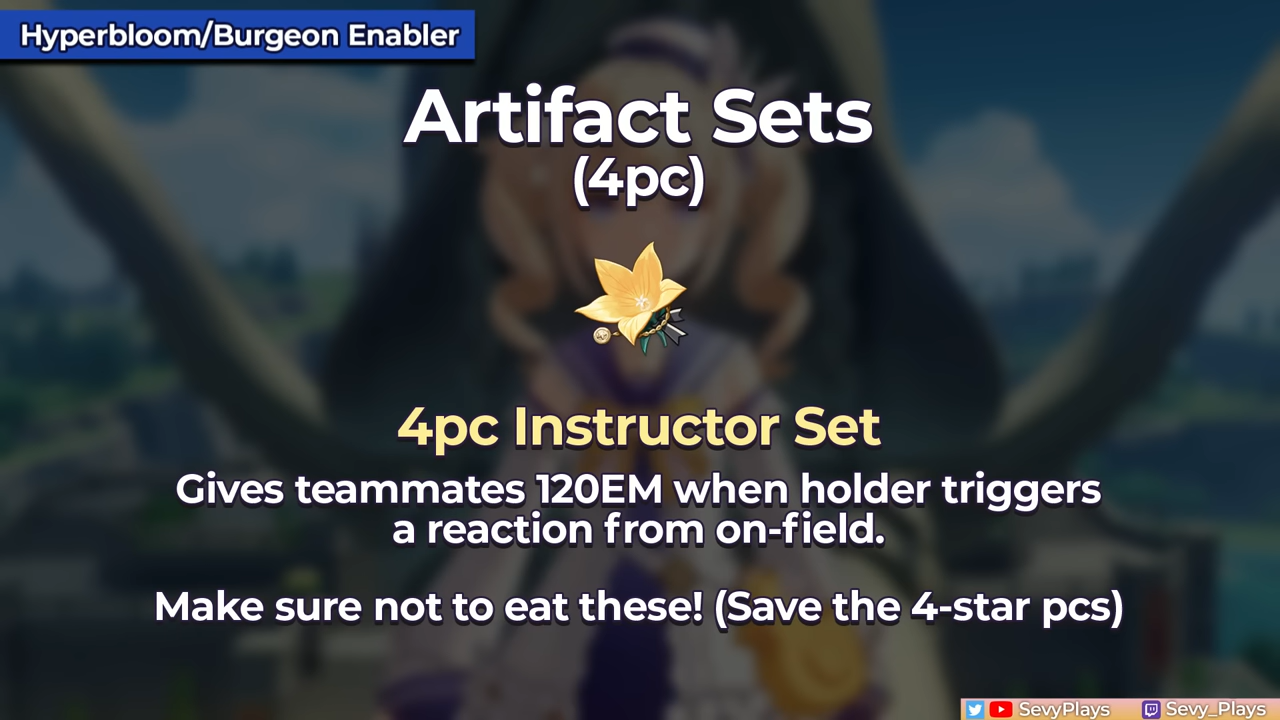 Hyperbloom/Burgeon Enabler
Artifact Sets
(4pc)
4pc Instructor Set
Gives teammates 120EM when holder triggers
a reaction from on-field.
Make sure not to eat these! (Save the 4-star pcs)
SevyPlays Sevy_Plays